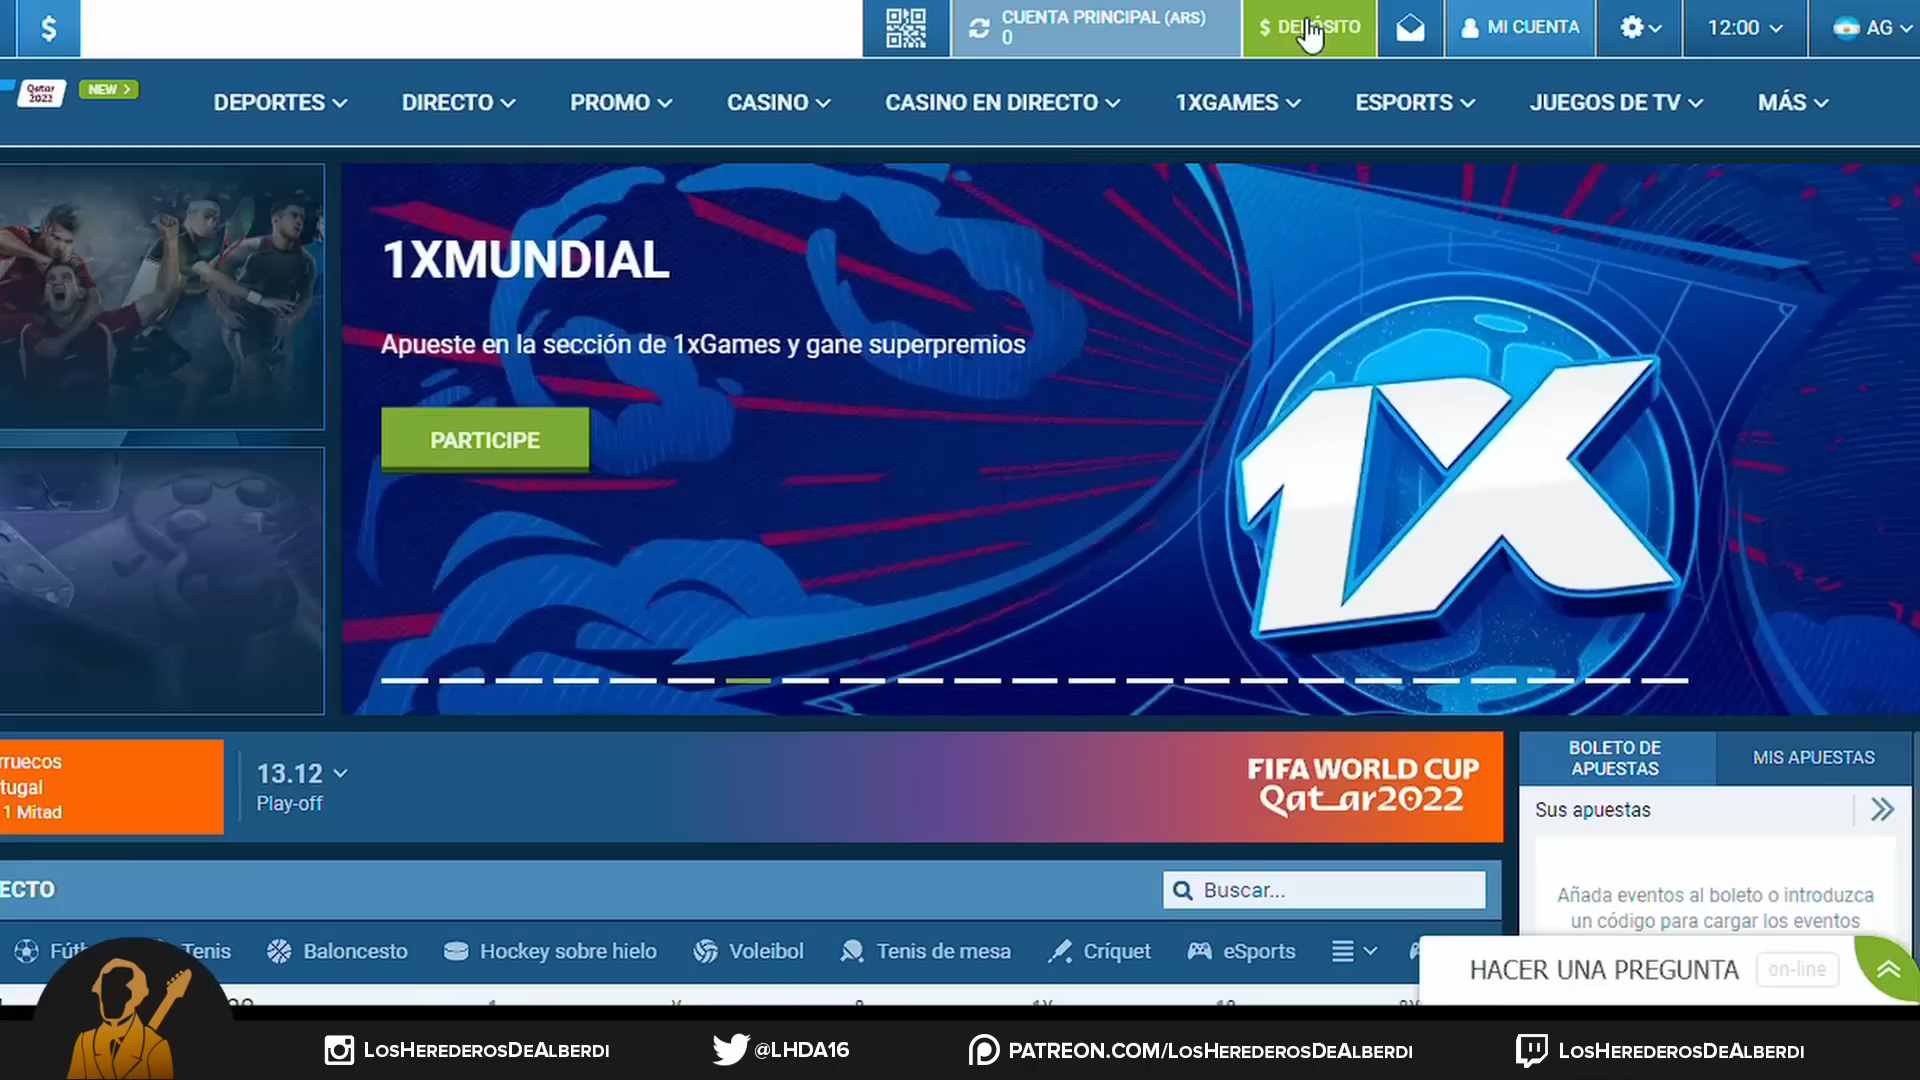 $
CUENTA PRINCIPAL (ARS)
0
$ DEPÓSITO
MI CUENTA
12:00
AG
Qatar
2022
NEW >
DEPORTES
DIRECTO
PROMO
CASINO
CASINO EN DIRECTO
1XGAMES
ESPORTS
JUEGOS DE TV
MÁS
1XMUNDIAL
Apueste en la sección de 1xGames y gane superpremios
PARTICIPE
1X
rruecos
tugal
1 Mitad
13.12
Play-off
FIFA WORLD CUP
Qatar2022
BOLETO DE
APUESTAS
MIS APUESTAS
Sus apuestas
Añada eventos al boleto o introduzca
un código para cargar los eventos
ECTO
Buscar...
Fút
Tenis
Baloncesto
Hockey sobre hielo
Voleibol
Tenis de mesa
Críquet
eSports
HACER UNA PREGUNTA
on-line
LosHerederosDeAlberdi
@LHDA16
PATREON.COM/LosHerederosDeAlberdi
LosHerederosDeAlberdi